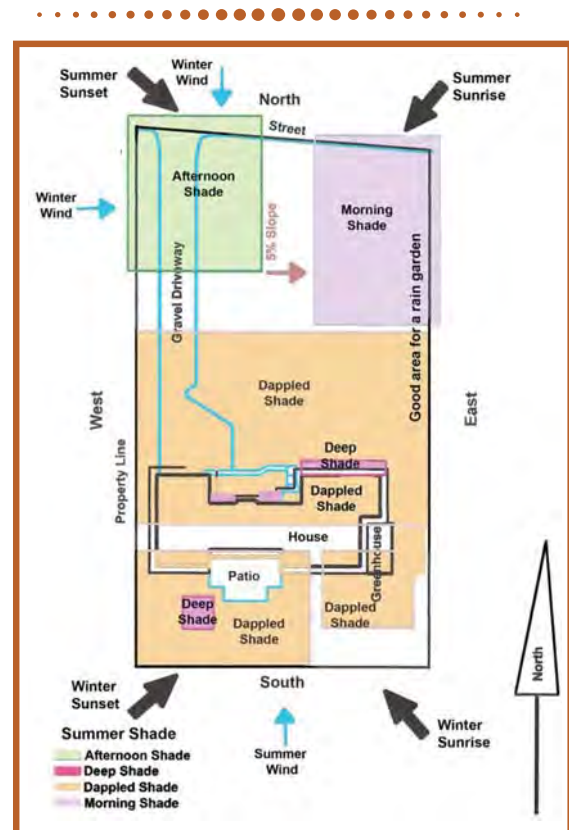 Winter
Wind
Summer
Sunset
North
Summer
Sunrise
Street
Afternoon
Shade
Winter
Wind
5% Slope
Morning
Shade
Gravel Driveway
Good area for a rain garden
Dappled
Shade
West
East
Property Line
Deep
Shade
Dappled
Shade
House
Greenhouse
Patio
Deep
Shade
Dappled
Shade
Dappled
Shade
North
South
Winter
Sunset
Winter
Sunrise
Summer
Wind
Summer Shade
Afternoon Shade
Deep Shade
Dappled Shade
Morning Shade